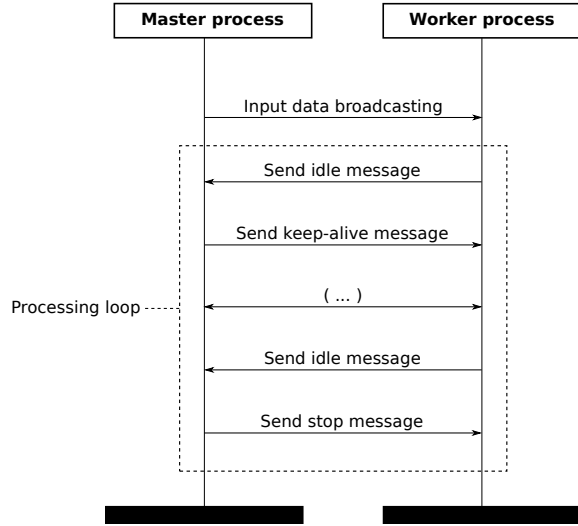 Master process
Worker process
Input data broadcasting
Send idle message
Send keep-alive message
( ... )
Processing loop
Send idle message
Send stop message